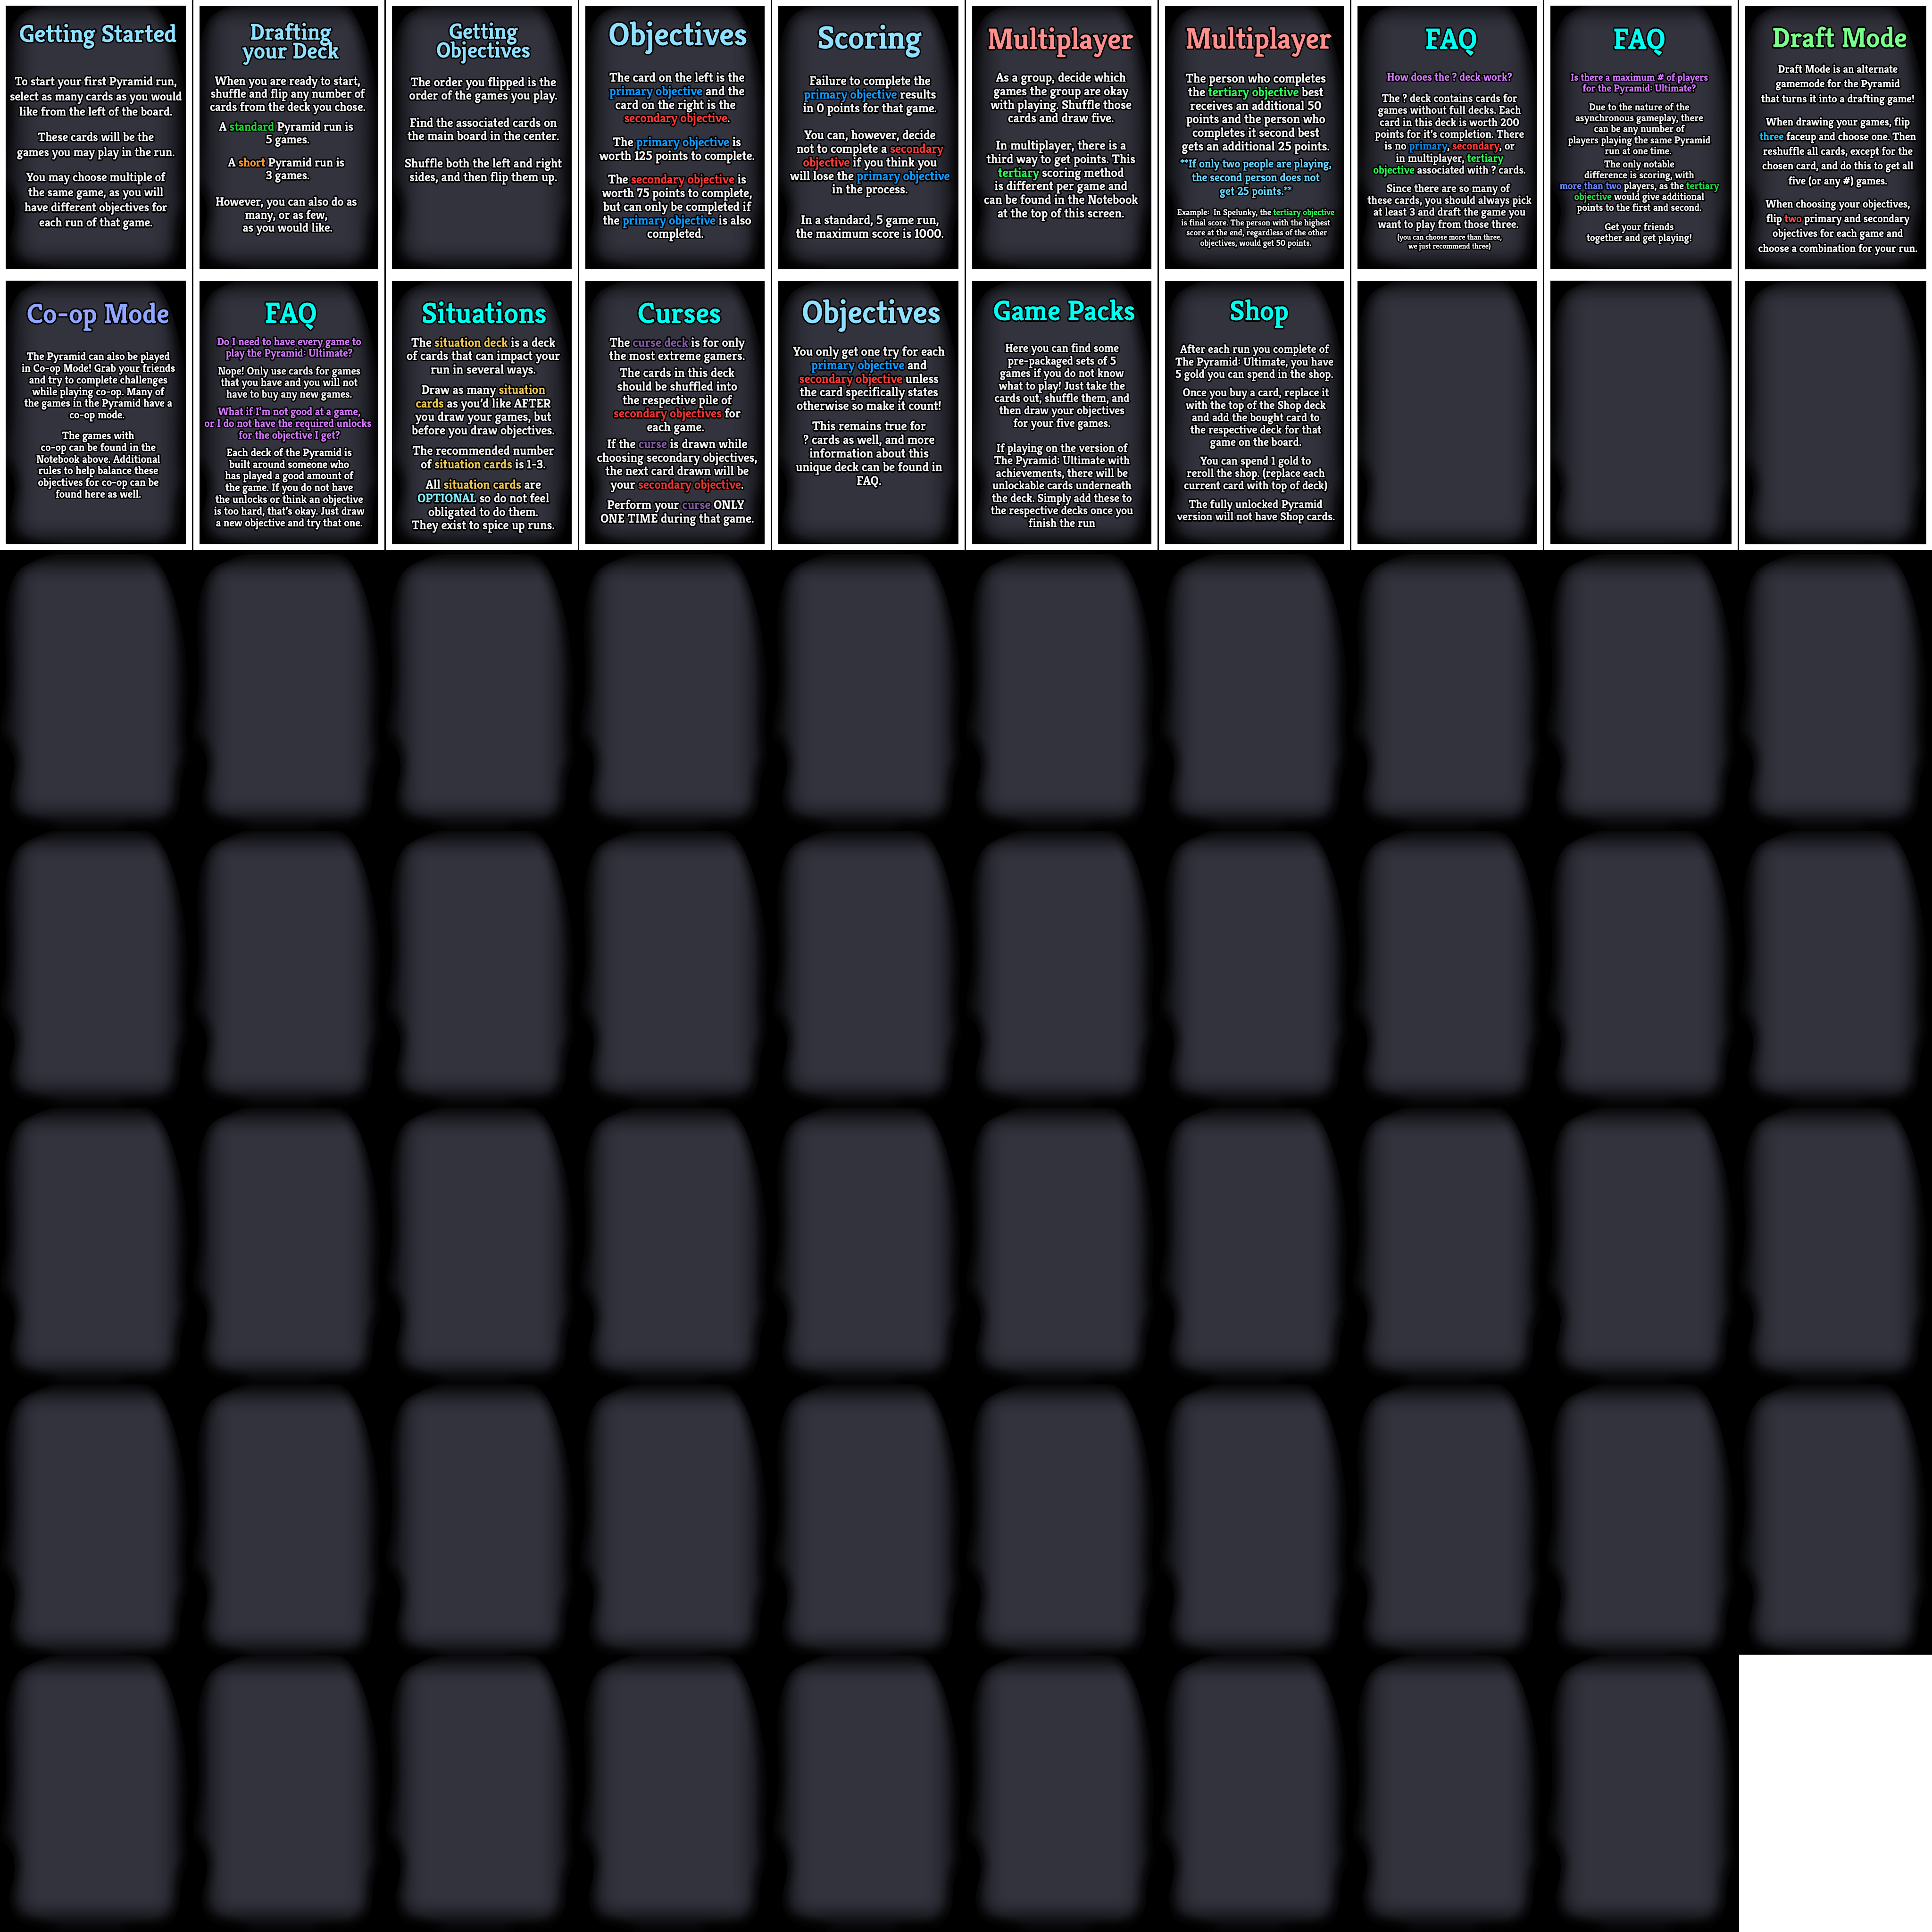 Getting Started
To start your first Pyramid run,
select as many cards as you would
like from the left of the board.
These cards will be the
games you may play in the run.
You may choose multiple of
the same game, as you will
have different objectives for
each run of that game.
Drafting
your Deck
When you are ready to start,
shuffle and flip any number of
cards from the deck you chose.
A standard Pyramid run is
5 games.
A short Pyramid run is
3 games.
However, you can also do as
many, or as few,
as you would like.
Getting
Objectives
The order you flipped is the
order of the games you play.
Find the associated cards on
the main board in the center.
Shuffle both the left and right
sides, and then flip them up.
Objectives
The card on the left is the
primary objective and the
card on the right is the
secondary objective.
The primary objective is
worth 125 points to complete.
The secondary objective is
worth 75 points to complete,
but can only be completed if
the primary objective is also
completed.
Scoring
Failure to complete the
primary objective results
in 0 points for that game.
You can, however, decide
not to complete a secondary
objective if you think you
will lose the primary objective
in the process.
In a standard, 5 game run,
the maximum score is 1000.
Multiplayer
As a group, decide which
games the group are okay
with playing. Shuffle those
cards and draw five.
In multiplayer, there is a
third way to get points. This
tertiary scoring method
is different per game and
can be found in the Notebook
at the top of this screen.
Multiplayer
The person who completes
the tertiary objective best
receives an additional 50
points and the person who
completes it second best
gets an additional 25 points.
**If only two people are playing,
the second person does not
get 25 points.**
Example: In Spelunky, the tertiary objective
is final score. The person with the highest
score at the end, regardless of the other
objectives, would get 50 points.
FAQ
How does the ? deck work?
The ? deck contains cards for
games without full decks. Each
card in this deck is worth 200
points for it's completion. There
is no primary, secondary, or
in multiplayer, tertiary
objective associated with ? cards.
Since there are so many of
these cards, you should always pick
at least 3 and draft the game you
want to play from those three.
(you can choose more than three,
we just recommend three)
FAQ
Is there a maximum # of players
for the Pyramid: Ultimate?
Due to the nature of the
asynchronous gameplay, there
can be any number of
players playing the same Pyramid
run at one time.
The only notable
difference is scoring, with
more than two players, as the tertiary
objective would give additional
points to the first and second.
Get your friends
together and get playing!
Draft Mode
Draft Mode is an alternate
gamemode for the Pyramid
that turns it into a drafting game!
When drawing your games, flip
three faceup and choose one. Then
reshuffle all cards, except for the
chosen card, and do this to get all
five (or any #) games.
When choosing your objectives,
flip two primary and secondary
objectives for each game and
choose a combination for your run.
Co-op Mode
The Pyramid can also be played
in Co-op Mode! Grab your friends
and try to complete challenges
while playing co-op. Many of
the games in the Pyramid have a
co-op mode.
The games with
co-op can be found in the
Notebook above. Additional
rules to help balance these
objectives for co-op can be
found here as well.
FAQ
Do I need to have every game to
play the Pyramid: Ultimate?
Nope! Only use cards for games
that you have and you will not
have to buy any new games.
What if I'm not good at a game,
or I do not have the required unlocks
for the objective I get?
Each deck of the Pyramid is
built around someone who
has played a good amount of
the game. If you do not have
the unlocks or think an objective
is too hard, that's okay. Just draw
a new objective and try that one.
Situations
The situation deck is a deck
of cards that can impact your
run in several ways.
Draw as many situation
cards as you'd like AFTER
you draw your games, but
before you draw objectives.
The recommended number
of situation cards is 1-3.
All situation cards are
OPTIONAL so do not feel
obligated to do them.
They exist to spice up runs.
Curses
The curse deck is for only
the most extreme gamers.
The cards in this deck
should be shuffled into
the respective pile of
secondary objectives for
each game.
If the curse is drawn while
choosing secondary objectives,
the next card drawn will be
your secondary objective.
Perform your curse ONLY
ONE TIME during that game.
Objectives
You only get one try for each
primary objective and
secondary objective unless
the card specifically states
otherwise so make it count!
This remains true for
? cards as well, and more
information about this
unique deck can be found in
FAQ.
Game Packs
Here you can find some
pre-packaged sets of 5
games if you do not know
what to play! Just take the
cards out, shuffle them, and
then draw your objectives
for your five games.
If playing on the version of
The Pyramid: Ultimate with
achievements, there will be
unlockable cards underneath
the deck. Simply add these to
the respective decks once you
finish the run
Shop
After each run you complete of
The Pyramid: Ultimate, you have
5 gold you can spend in the shop.
Once you buy a card, replace it
with the top of the Shop deck
and add the bought card to
the respective deck for that
game on the board.
You can spend 1 gold to
reroll the shop. (replace each
current card with top of deck)
The fully unlocked Pyramid
version will not have Shop cards.